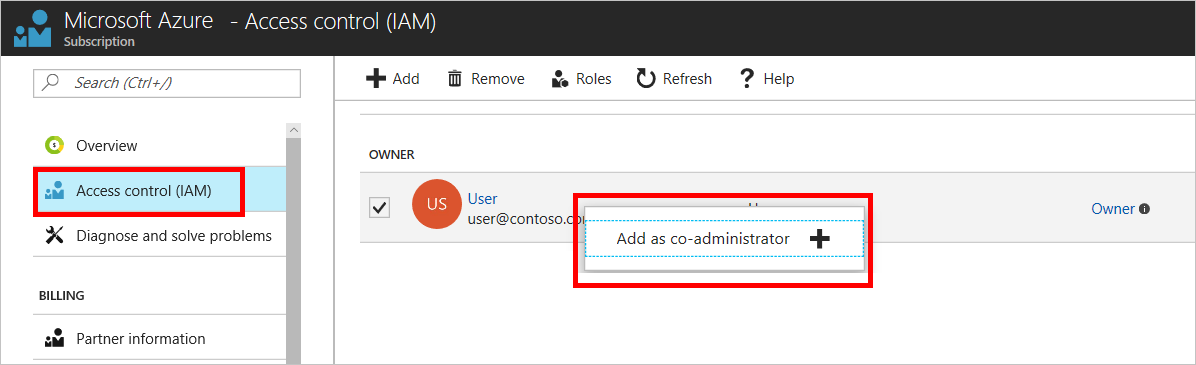 Microsoft Azure - Access control (IAM)
Subscription
Search (Ctrl+/)
Add Remove Roles Refresh Help
Overview
OWNER
Access control (IAM)
US
User
user@contoso.co
Owner
Add as co-administrator
Diagnose and solve problems
BILLING
Partner information